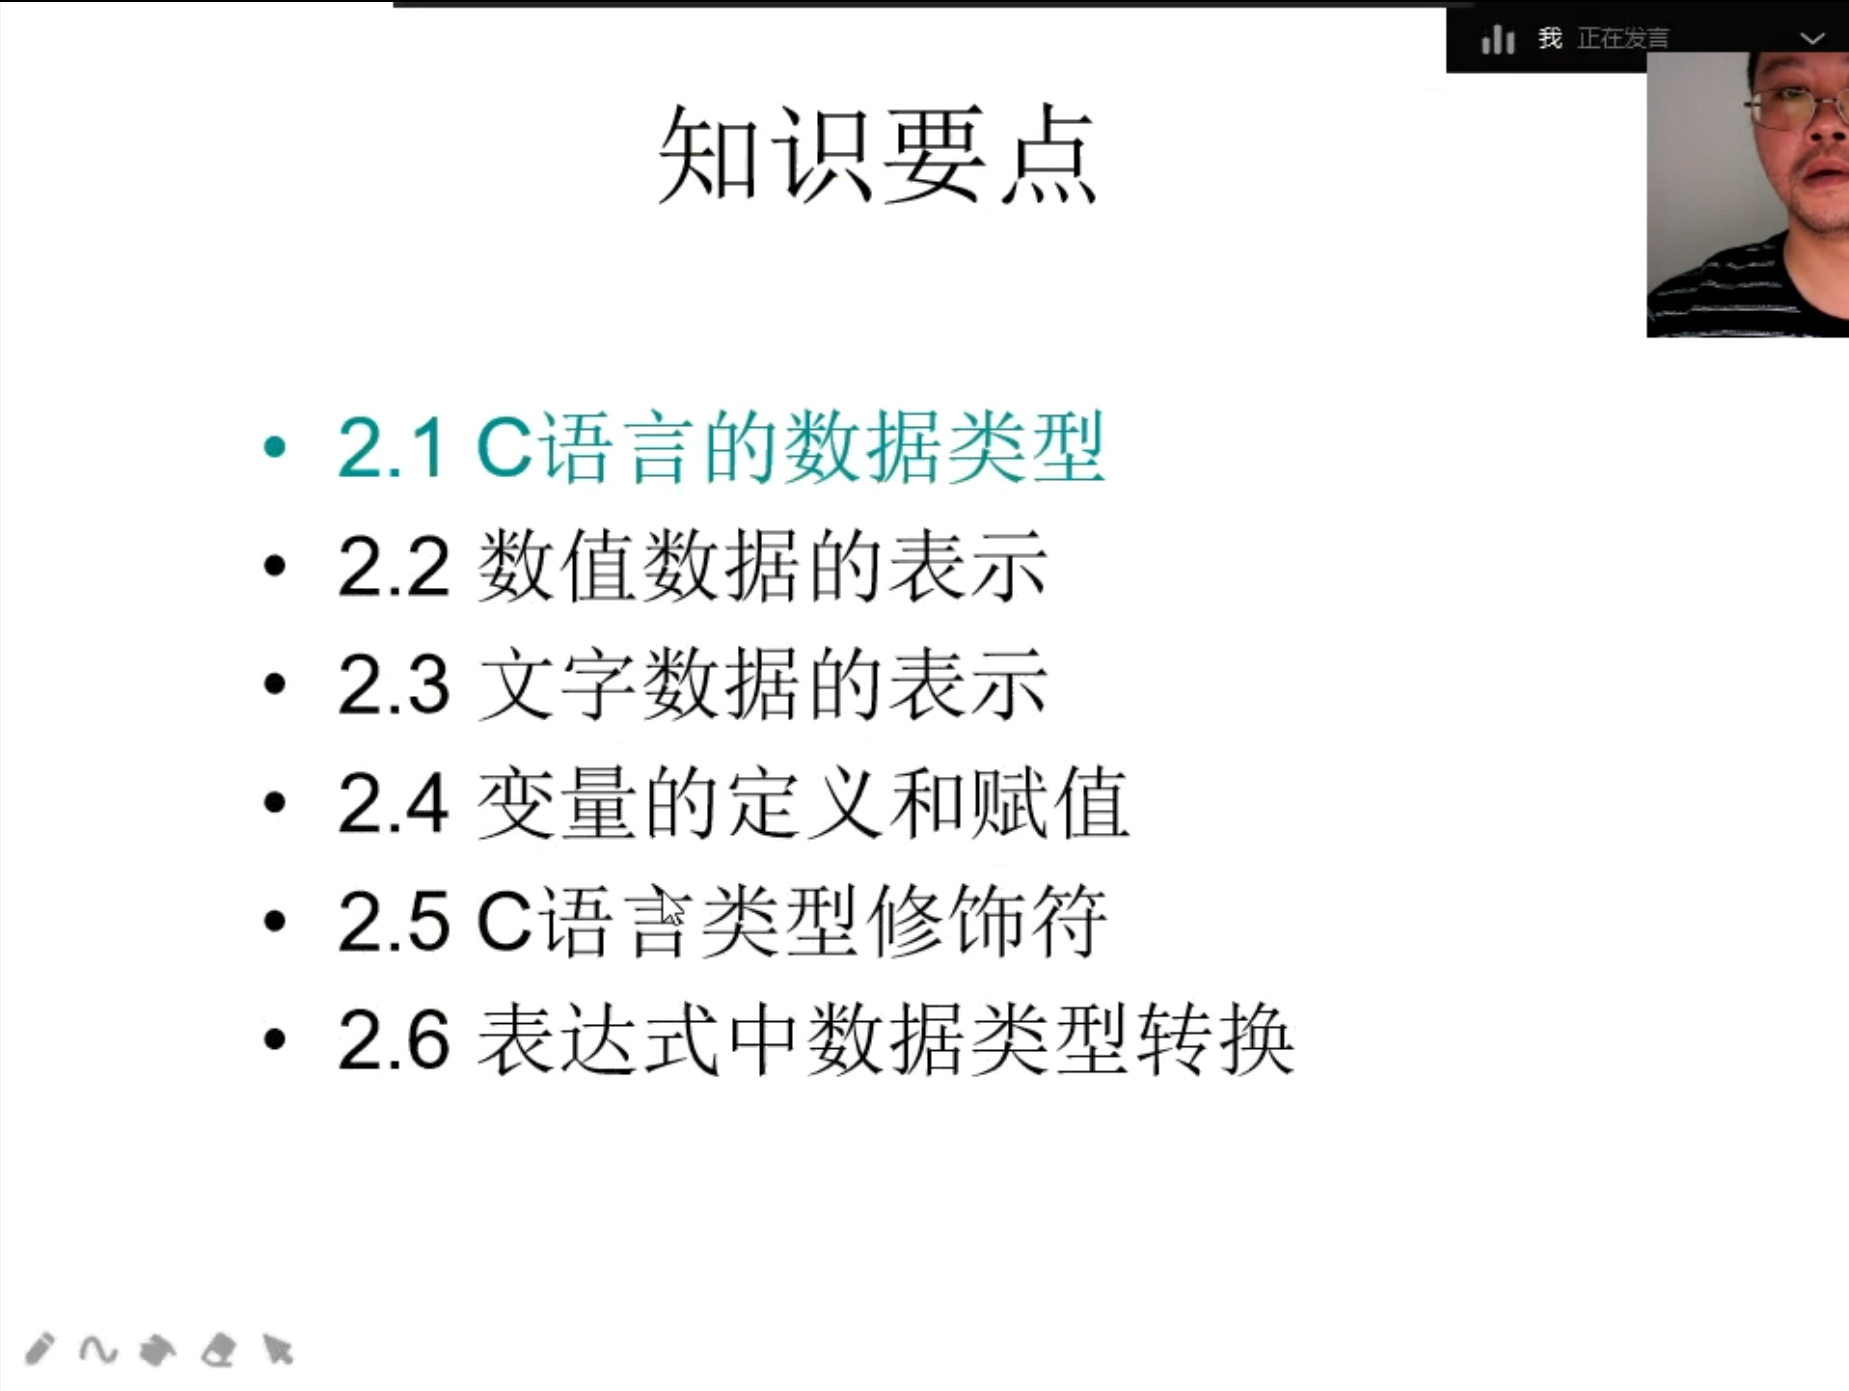 我 正在发言
知识要点
• 2.1 C语言的数据类型
• 2.2 数值数据的表示
• 2.3 文字数据的表示
• 2.4 变量的定义和赋值
• 2.5 C语言类型修饰符
• 2.6 表达式中数据类型转换